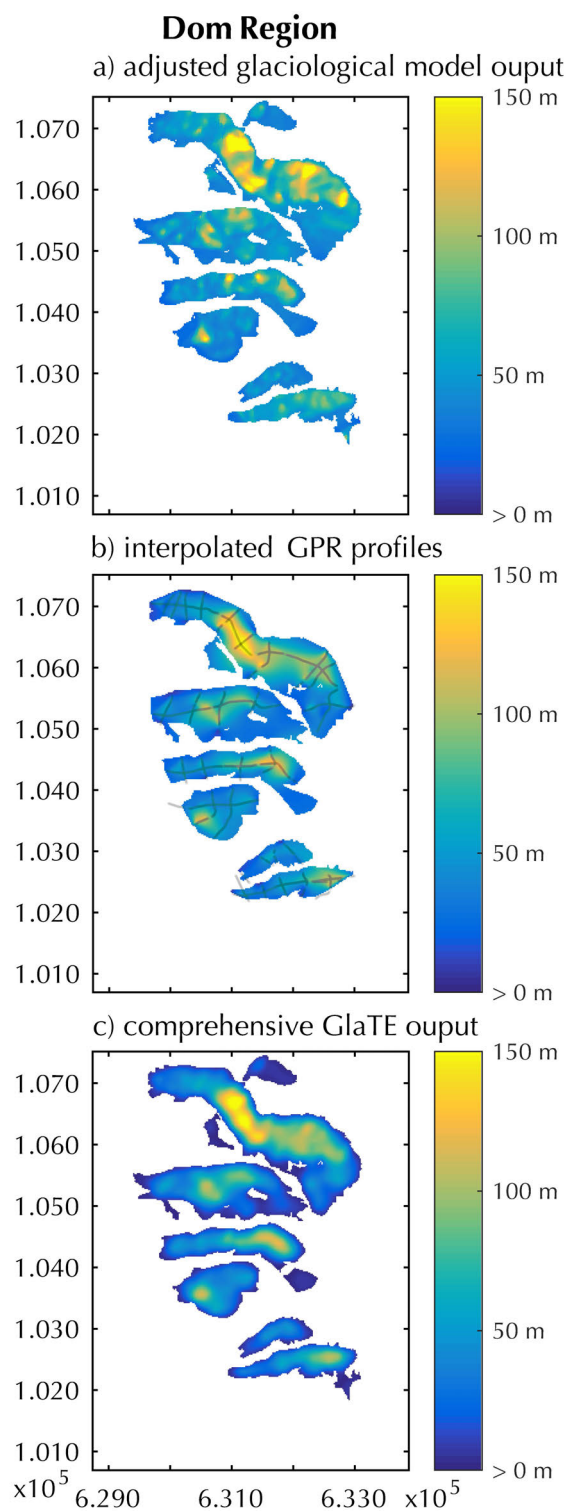 Dom Region
a) adjusted glaciological model ouput
150 m
1.070
1.060
100 m
1.050
1.040
50 m
1.030
1.020
1.010
> 0 m
b) interpolated GPR profiles
150 m
1.070
1.060
100 m
1.050
1.040
50 m
1.030
1.020
1.010
> 0 m
c) comprehensive GlaTE ouput
150 m
1.070
1.060
100 m
1.050
1.040
50 m
1.030
1.020
1.010
> 0 m
x10⁵
6.290 6.310 6.330 x10⁵